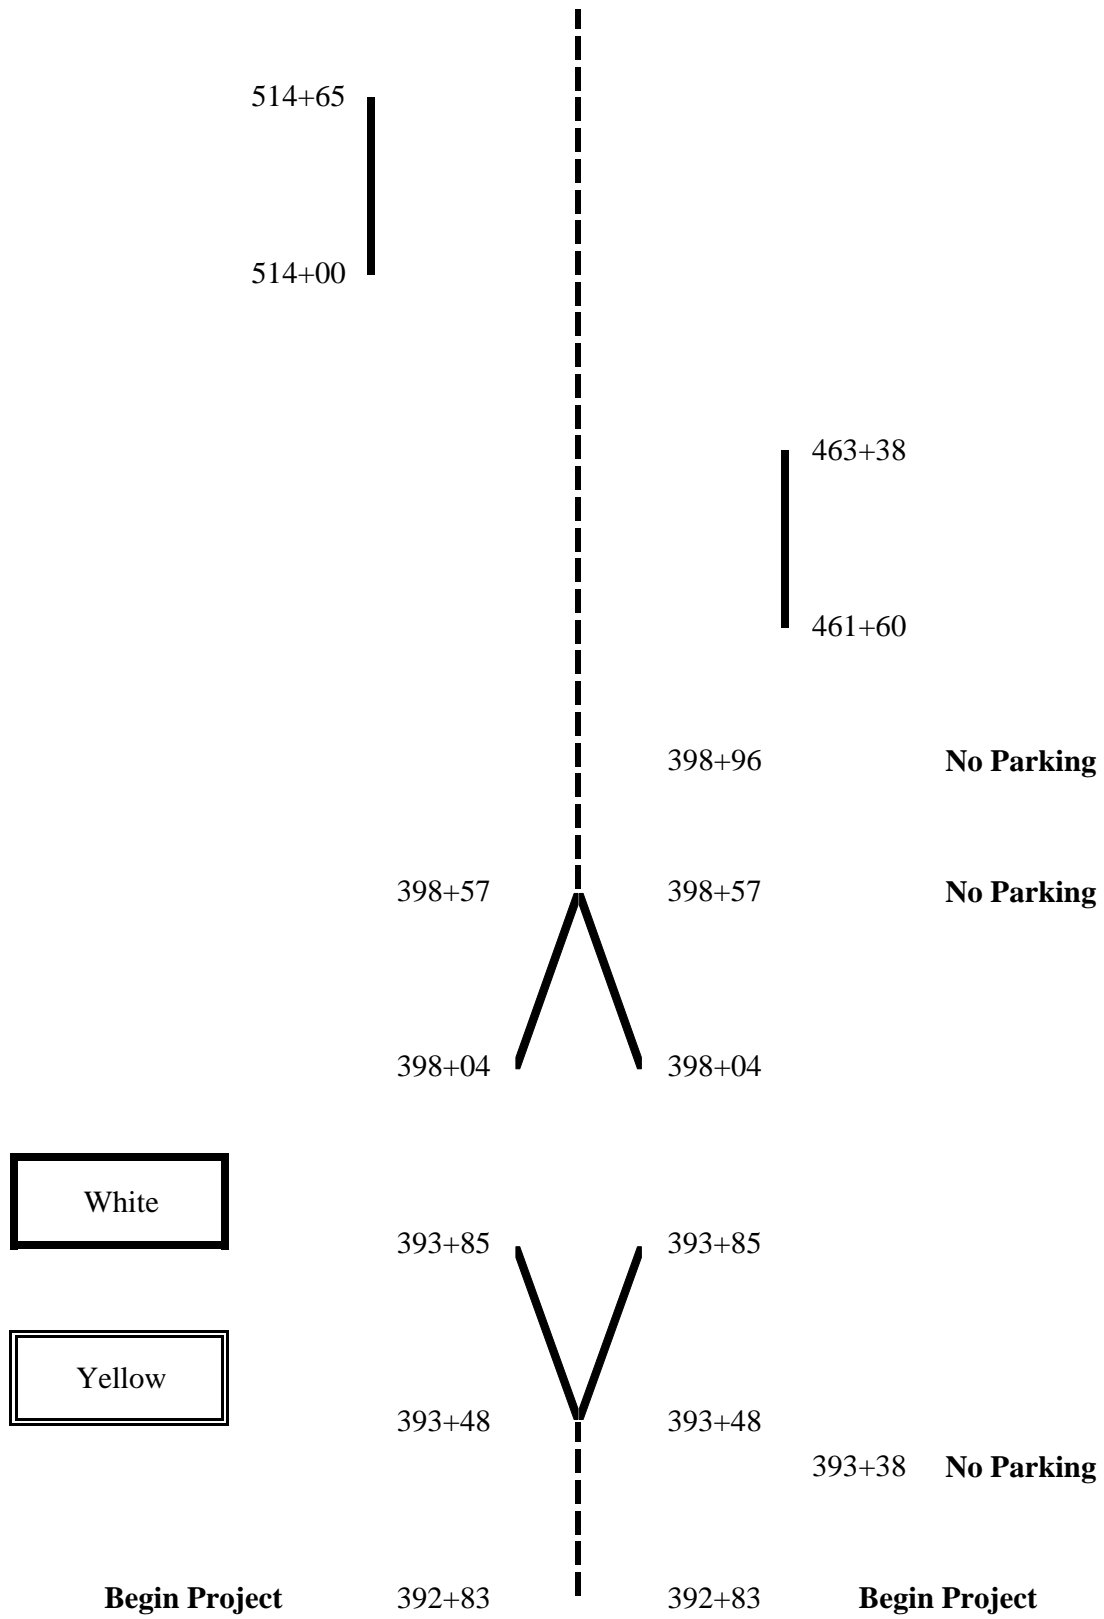 514+65
514+00
463+38
461+60
398+96 No Parking
398+57 398+57 No Parking
398+04 398+04
White
393+85 393+85
Yellow
393+48 393+48
393+38 No Parking
Begin Project 392+83 392+83 Begin Project